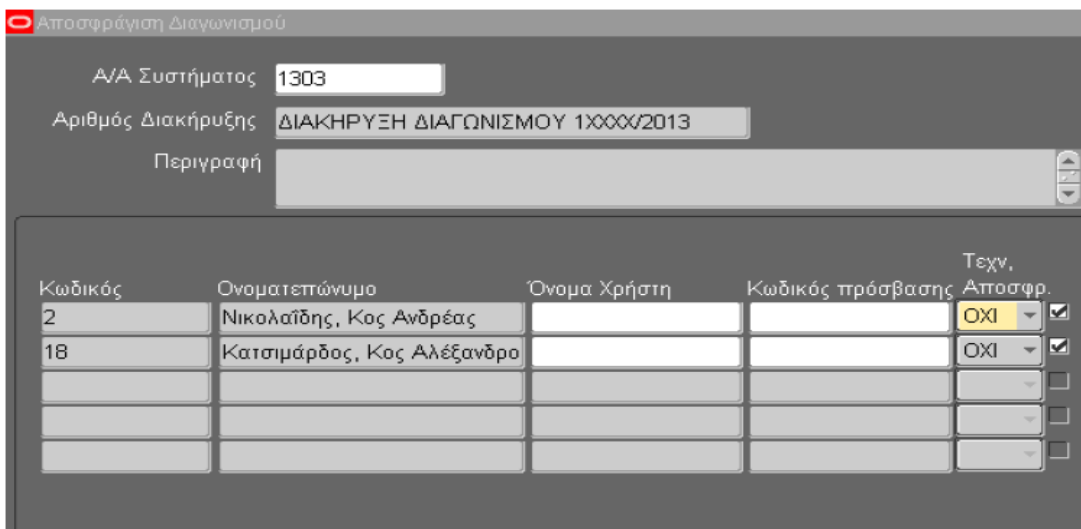 Αποσφράγιση Διαγωνισμού
Α/Α Συστήματος 1303
Αριθμός Διακήρυξης ΔΙΑΚΗΡΥΞΗ ΔΙΑΓΩΝΙΣΜΟΥ 1XXXX/2013
Περιγραφή
Τεχν,
Κωδικός Ονοματεπώνυμο Όνομα Χρήστη Κωδικός πρόσβασης Αποσφρ.
2 Νικολαΐδης, Κος Ανδρέας ΟΧΙ
18 Κατσιμάρδος, Κος Αλέξανδρο ΟΧΙ